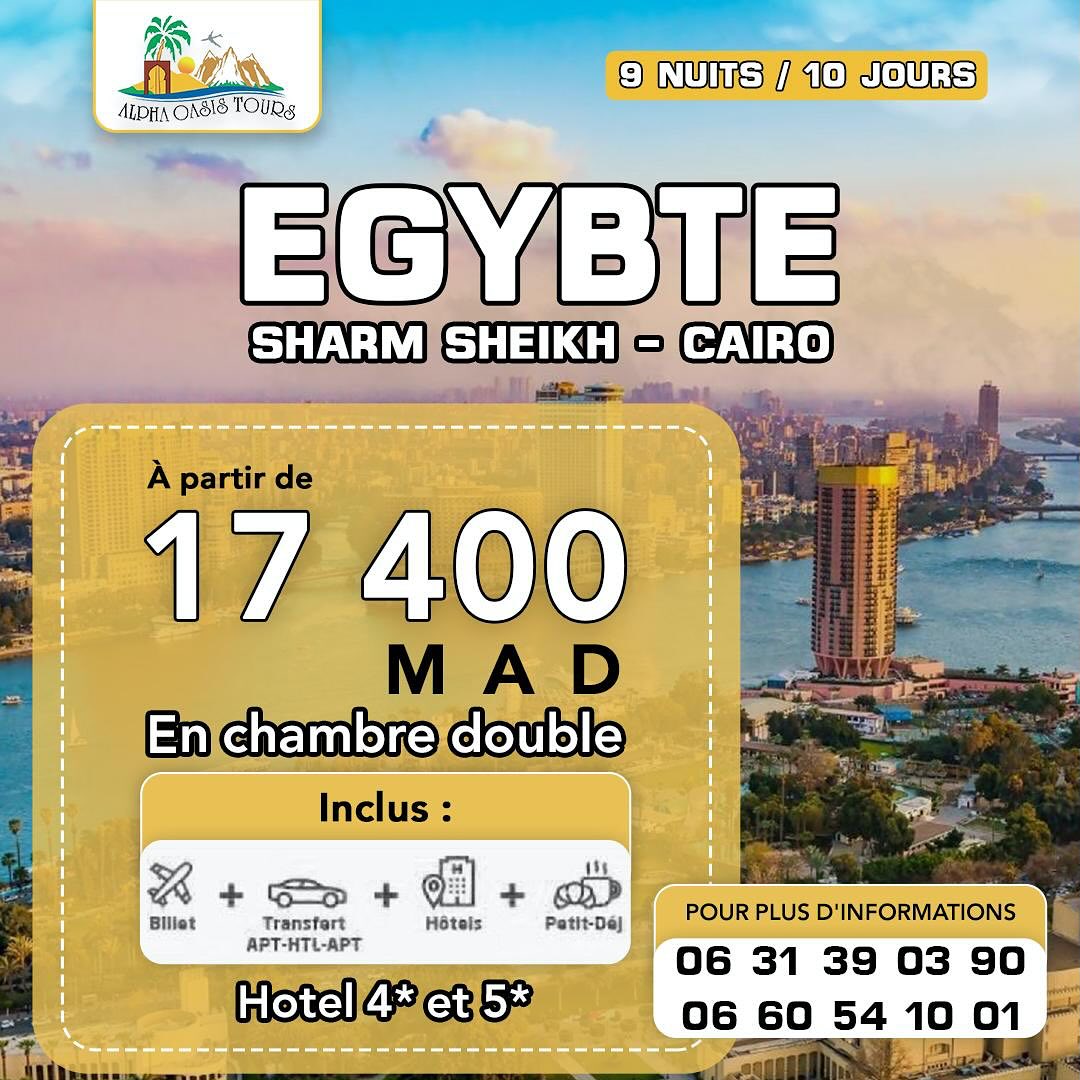 ALPHA OASIS TOURS
9 NUITS / 10 JOURS
EGYBTE
SHARM SHEIKH - CAIRO
À partir de
17 400
MAD
En chambre double
Inclus :
Billet + Transfert + Hôtels + Petit-Déj
APT-HTL-APT
Hotel 4* et 5*
POUR PLUS D'INFORMATIONS
06 31 39 03 90
06 60 54 10 01